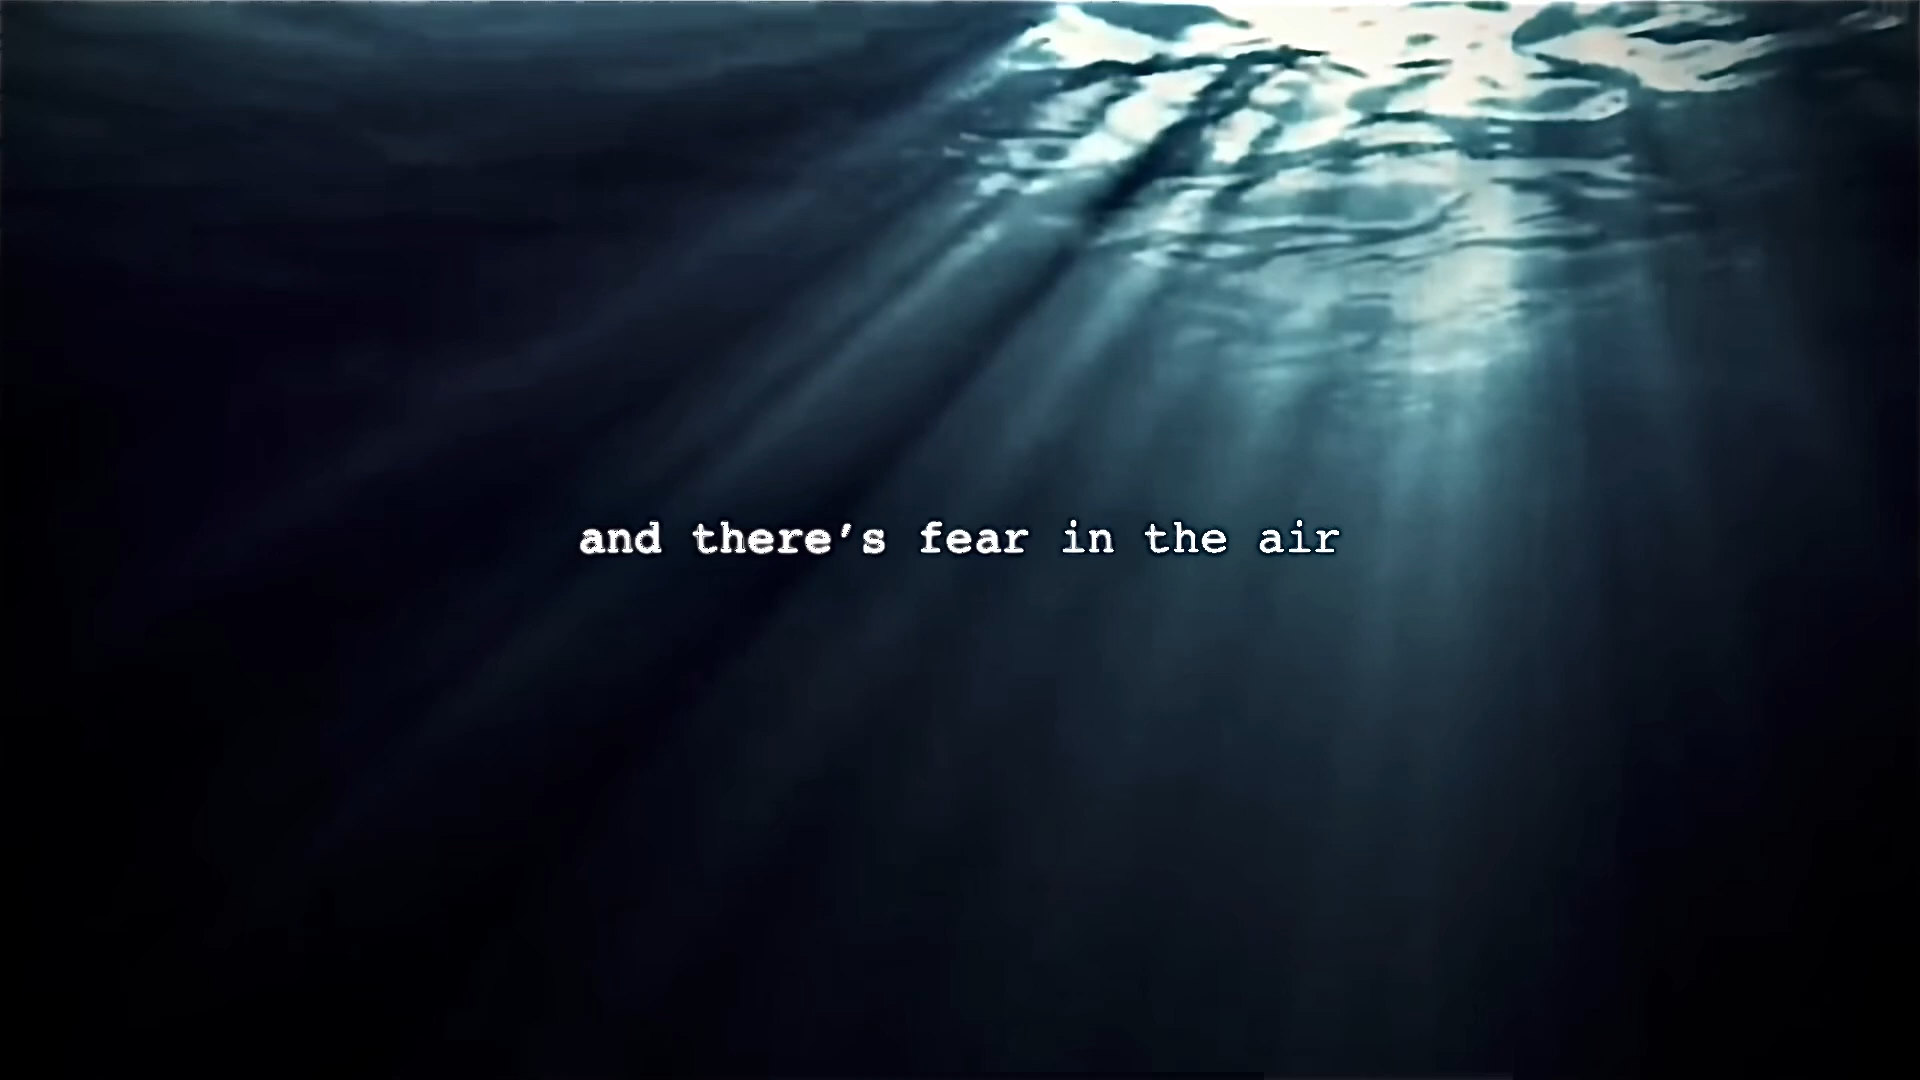 and there’s fear in the air